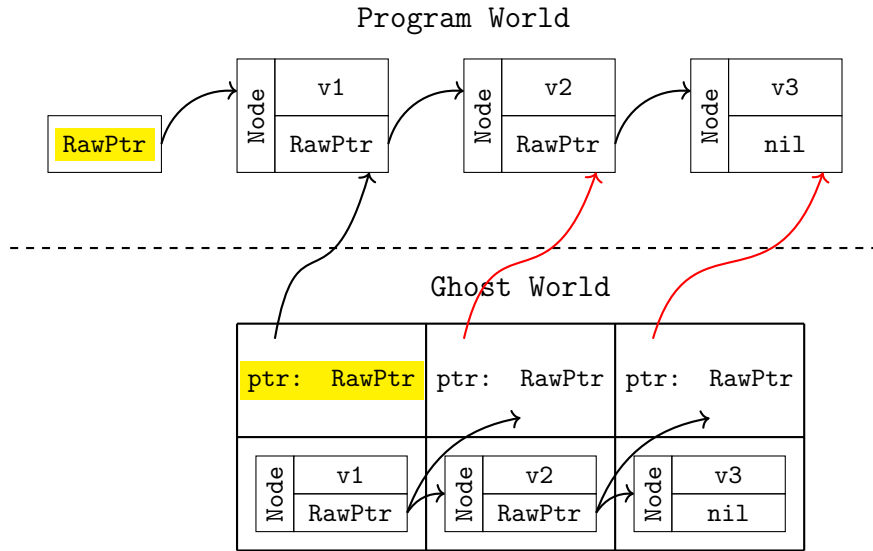 Program World
v1
v2
v3
Node
Node
Node
RawPtr
RawPtr
RawPtr
nil
Ghost World
ptr: RawPtr
ptr: RawPtr
ptr: RawPtr
v1
v2
v3
Node
Node
Node
RawPtr
RawPtr
nil